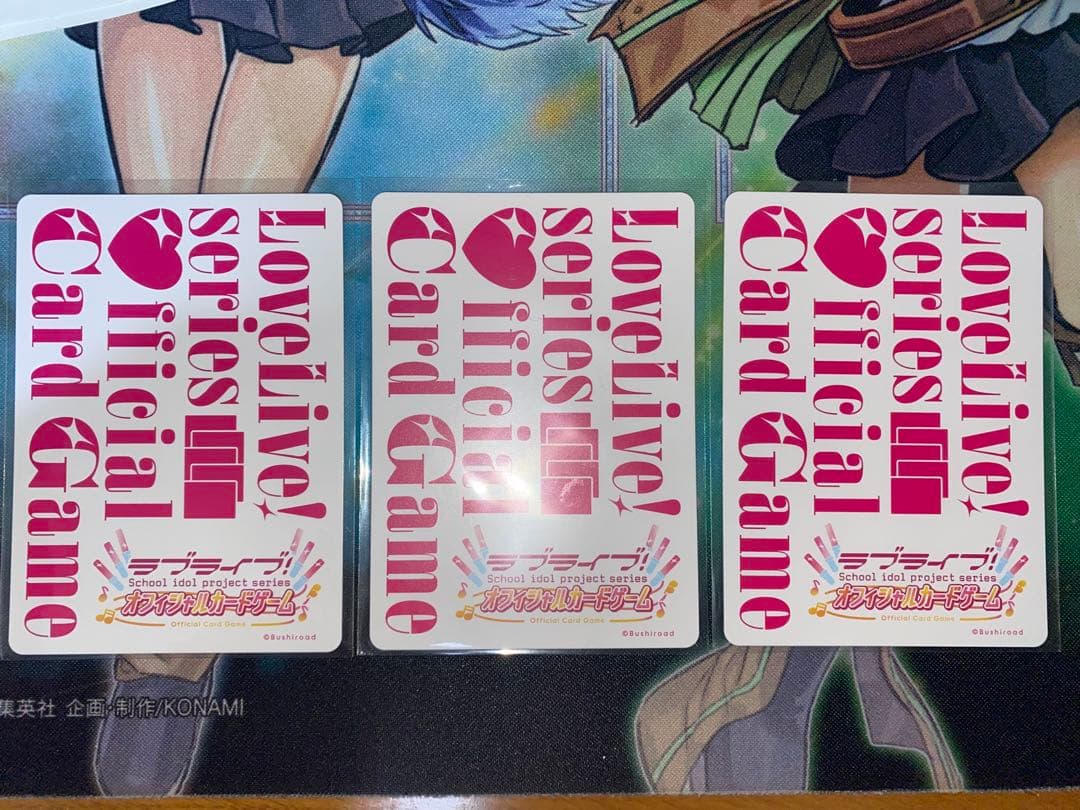 LoveLive!
series
♥fficial
Card Game
ラブライブ!
School idol project series
オフィシャルカードゲーム
Official Card Game
©Bushiroad
LoveLive!
series
♥fficial
Card Game
ラブライブ!
School idol project series
オフィシャルカードゲーム
Official Card Game
©Bushiroad
LoveLive!
series
♥fficial
Card Game
ラブライブ!
School idol project series
オフィシャルカードゲーム
Official Card Game
©Bushiroad
集英社 企画・制作/KONAMI